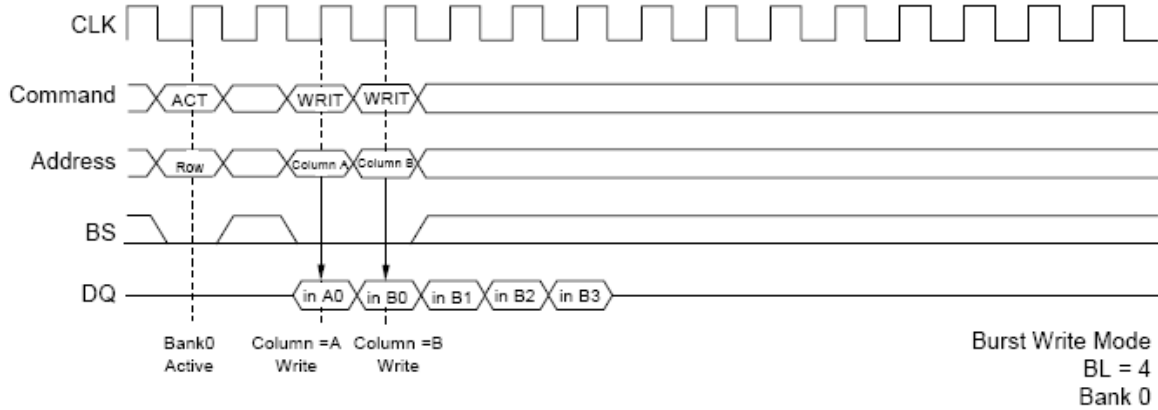 CLK
Command ACT WRIT WRIT
Address Row Column A Column B
BS
DQ in A0 in B0 in B1 in B2 in B3
Bank0 Column =A Column =B
Active Write Write
Burst Write Mode
BL = 4
Bank 0